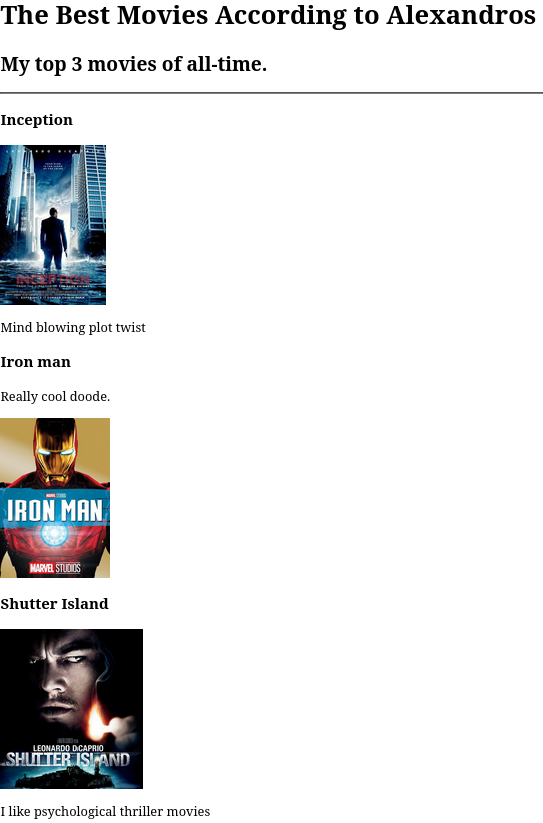 The Best Movies According to Alexandros
My top 3 movies of all-time.
Inception
INCEPTION
Mind blowing plot twist
Iron man
Really cool doode.
MARVEL STUDIOS
IRON MAN
MARVEL STUDIOS
Shutter Island
LEONARDO DiCAPRIO
SHUTTER ISLAND
I like psychological thriller movies